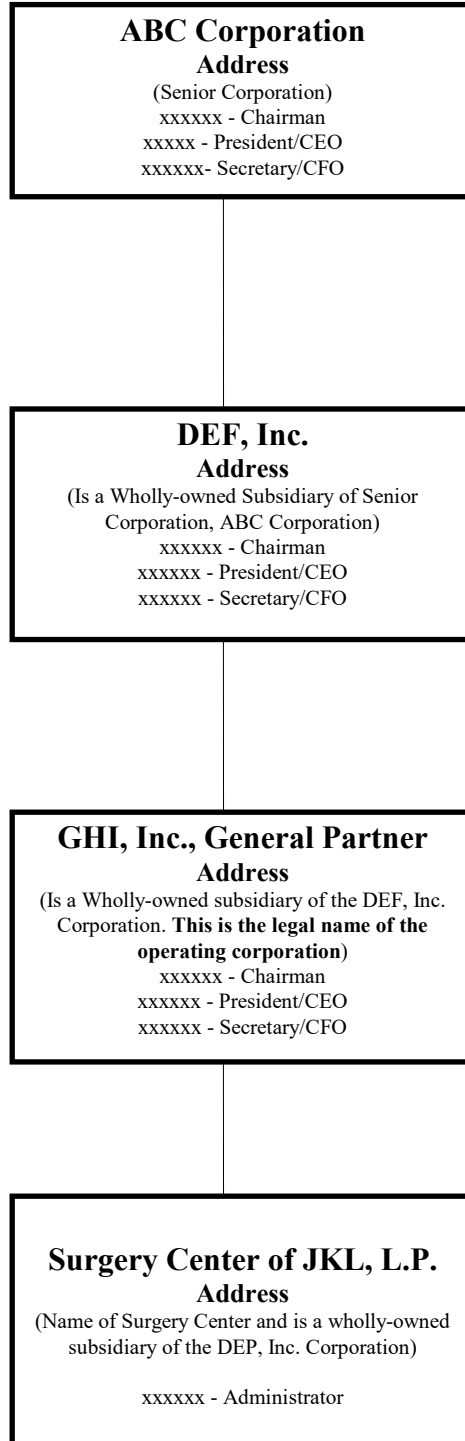 ABC Corporation
Address
(Senior Corporation)
xxxxxx - Chairman
xxxxx - President/CEO
xxxxxx- Secretary/CFO
DEF, Inc.
Address
(Is a Wholly-owned Subsidiary of Senior
Corporation, ABC Corporation)
xxxxxx - Chairman
xxxxxx - President/CEO
xxxxxx - Secretary/CFO
GHI, Inc., General Partner
Address
(Is a Wholly-owned subsidiary of the DEF, Inc.
Corporation. This is the legal name of the
operating corporation)
xxxxxx - Chairman
xxxxxx - President/CEO
xxxxxx - Secretary/CFO
Surgery Center of JKL, L.P.
Address
(Name of Surgery Center and is a wholly-owned
subsidiary of the DEP, Inc. Corporation)
xxxxxx - Administrator